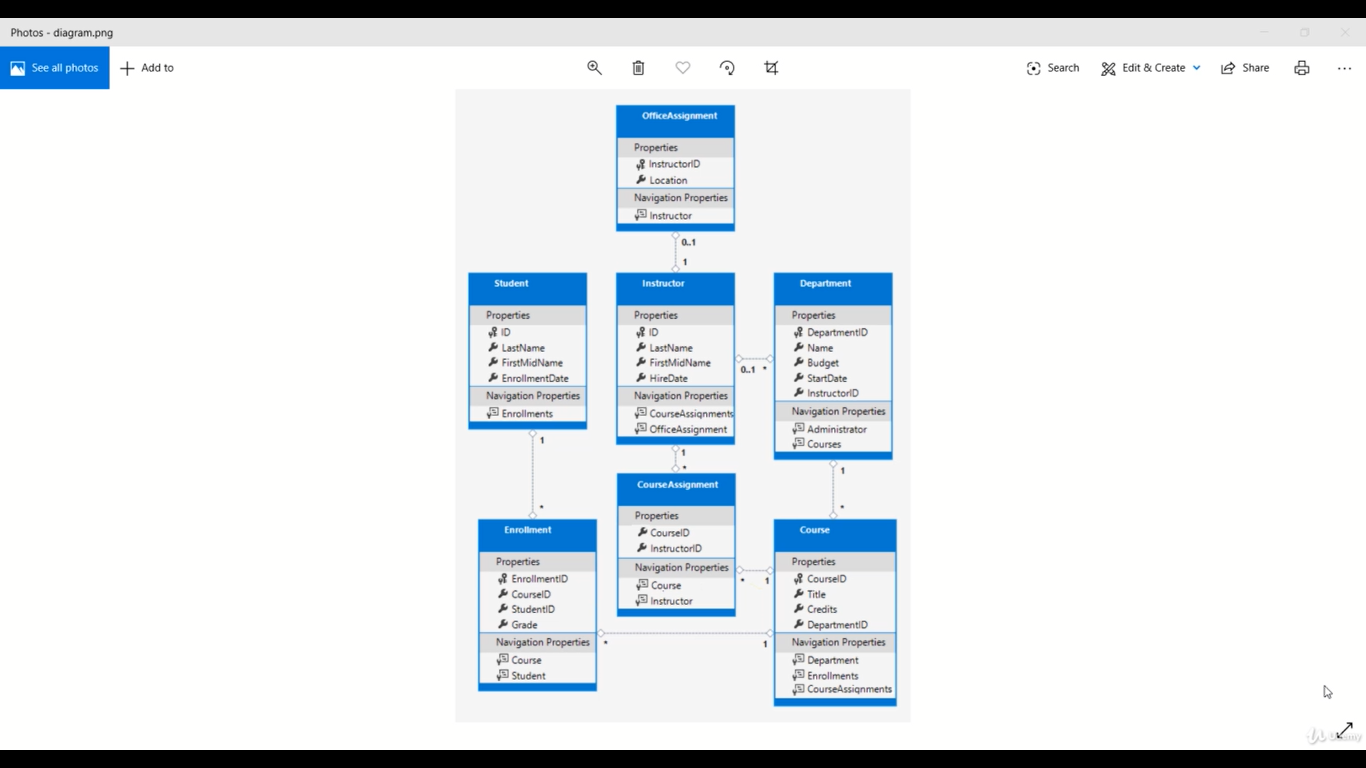 Photos - diagram.png
See all photos
Add to
Search
Edit & Create
Share
OfficeAssignment
Properties
InstructorID
Location
Navigation Properties
Instructor
0..1
1
Student
Properties
ID
LastName
FirstMidName
EnrollmentDate
Navigation Properties
Enrollments
Instructor
Properties
ID
LastName
FirstMidName
HireDate
Navigation Properties
CourseAssignments
OfficeAssignment
0..1 *
Department
Properties
DepartmentID
Name
Budget
StartDate
InstructorID
Navigation Properties
Administrator
Courses
1
*
1
*
1
*
Enrollment
Properties
EnrollmentID
CourseID
StudentID
Grade
Navigation Properties
Course
Student
CourseAssignment
Properties
CourseID
InstructorID
Navigation Properties
Course
Instructor
* 1
* 1
Course
Properties
CourseID
Title
Credits
DepartmentID
Navigation Properties
Department
Enrollments
CourseAssignments
Udemy